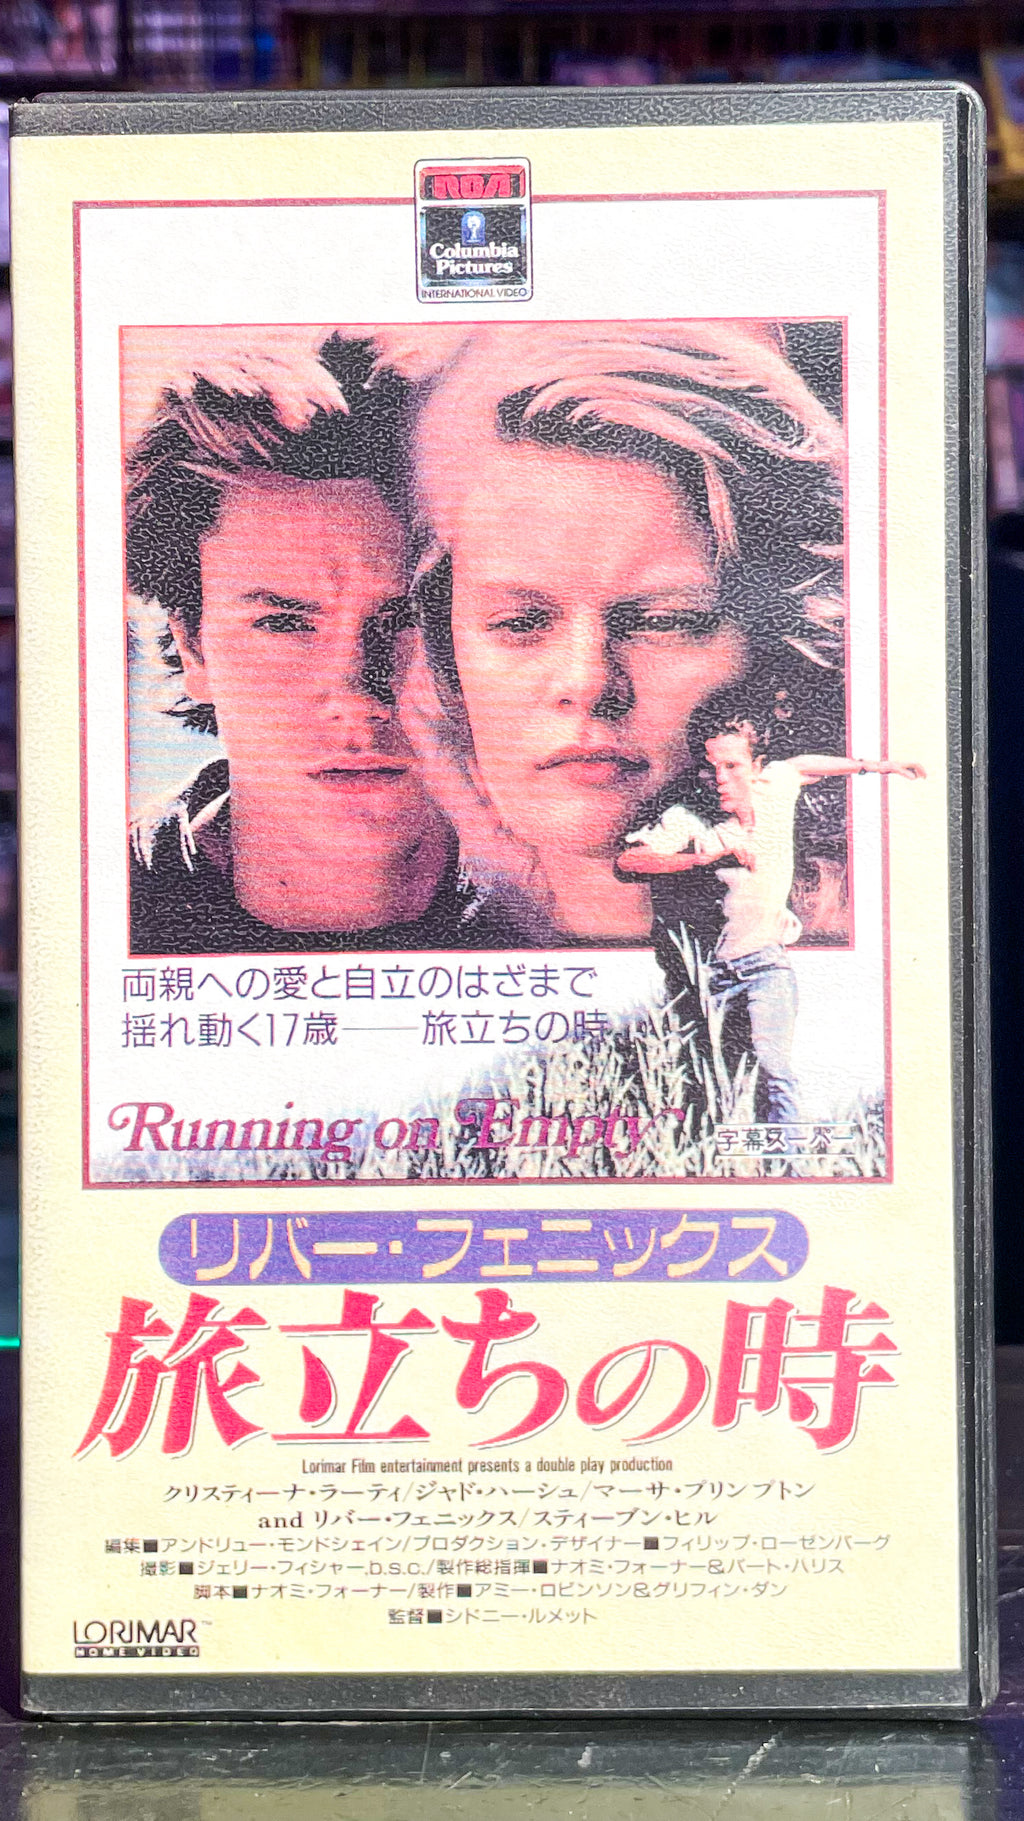 RCA
Columbia
Pictures
INTERNATIONAL VIDEO
両親への愛と自立のはざまで
揺れ動く17歳——旅立ちの時
Running on Empty
字幕スーパー
リバー・フェニックス
旅立ちの時
Lorimar Film entertainment presents a double play production
クリスティーナ・ラーティ/ジャド・ハーシュ/マーサ・プリンプトン
and リバー・フェニックス/スティーブン・ヒル
編集■アンドリュー・モンドシェイン/プロダクション・デザイナー■フィリップ・ローゼンバーグ
撮影■ジェリー・フィシャー,b.s.c./製作総指揮■ナオミ・フォーナー&バート・ハリス
脚本■ナオミ・フォーナー/製作■アミー・ロビンソン&グリフィン・ダン
監督■シドニー・ルメット
LORIMAR™
HOME VIDEO